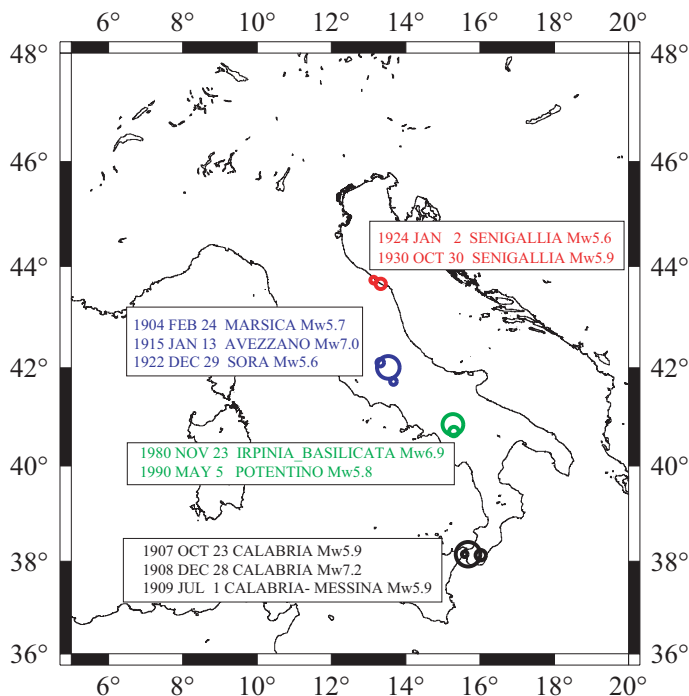 6° 8° 10° 12° 14° 16° 18° 20°
48° 48°
46° 46°
1924 JAN 2 SENIGALLIA Mw5.6
1930 OCT 30 SENIGALLIA Mw5.9
44° 44°
1904 FEB 24 MARSICA Mw5.7
1915 JAN 13 AVEZZANO Mw7.0
1922 DEC 29 SORA Mw5.6
42° 42°
1980 NOV 23 IRPINIA_BASILICATA Mw6.9
1990 MAY 5 POTENTINO Mw5.8
40° 40°
1907 OCT 23 CALABRIA Mw5.9
1908 DEC 28 CALABRIA Mw7.2
1909 JUL 1 CALABRIA- MESSINA Mw5.9
38° 38°
36° 36°
6° 8° 10° 12° 14° 16° 18° 20°